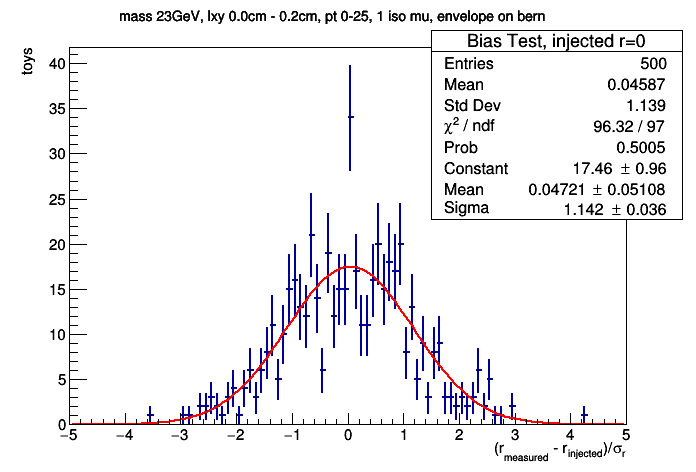 mass 23GeV, lxy 0.0cm - 0.2cm, pt 0-25, 1 iso mu, envelope on bern
Bias Test, injected r=0
Entries 500
Mean 0.04587
Std Dev 1.139
χ² / ndf 96.32 / 97
Prob 0.5005
Constant 17.46 ± 0.96
Mean 0.04721 ± 0.05108
Sigma 1.142 ± 0.036
toys
40
35
30
25
20
15
10
5
0
−5 −4 −3 −2 −1 0 1 2 3 4 5
(r_measured - r_injected)/σ_r